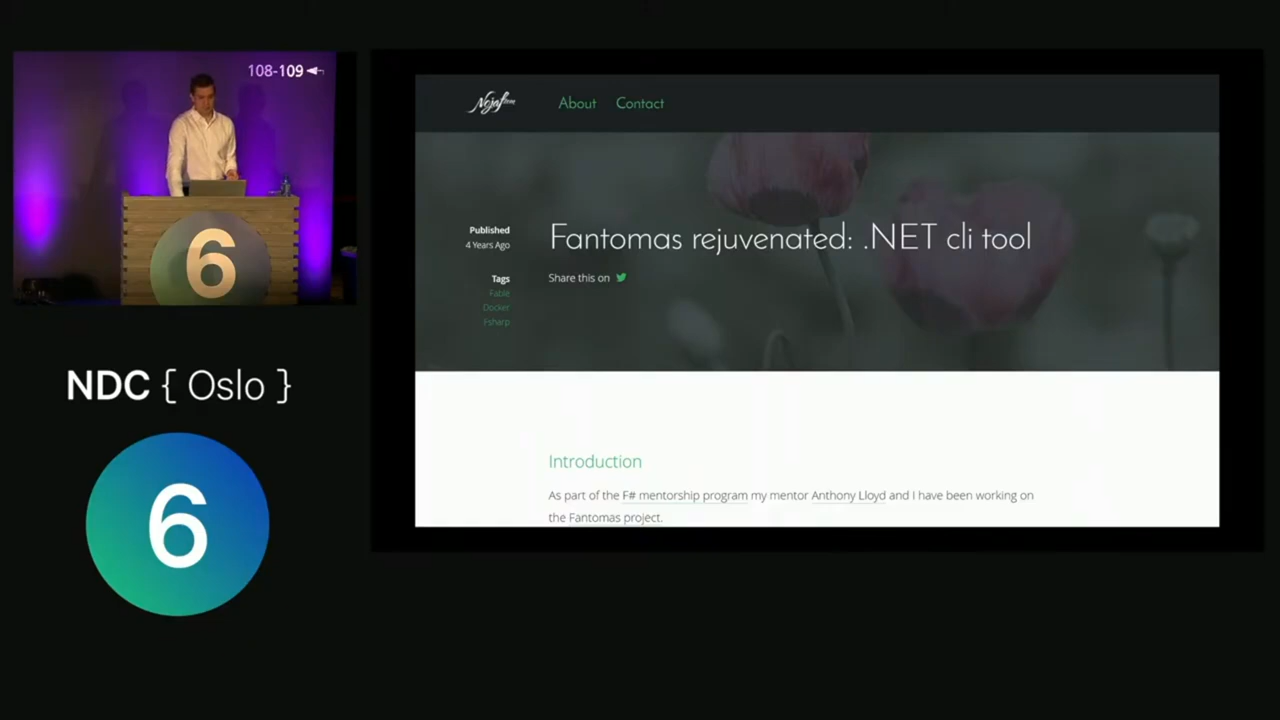 108-109
6
NDC { Oslo }
6
Nojaf
About Contact
Published
4 Years Ago
Tags
Fable
Docker
Fsharp
Fantomas rejuvenated: .NET cli tool
Share this on
Introduction
As part of the F# mentorship program my mentor Anthony Lloyd and I have been working on
the Fantomas project.